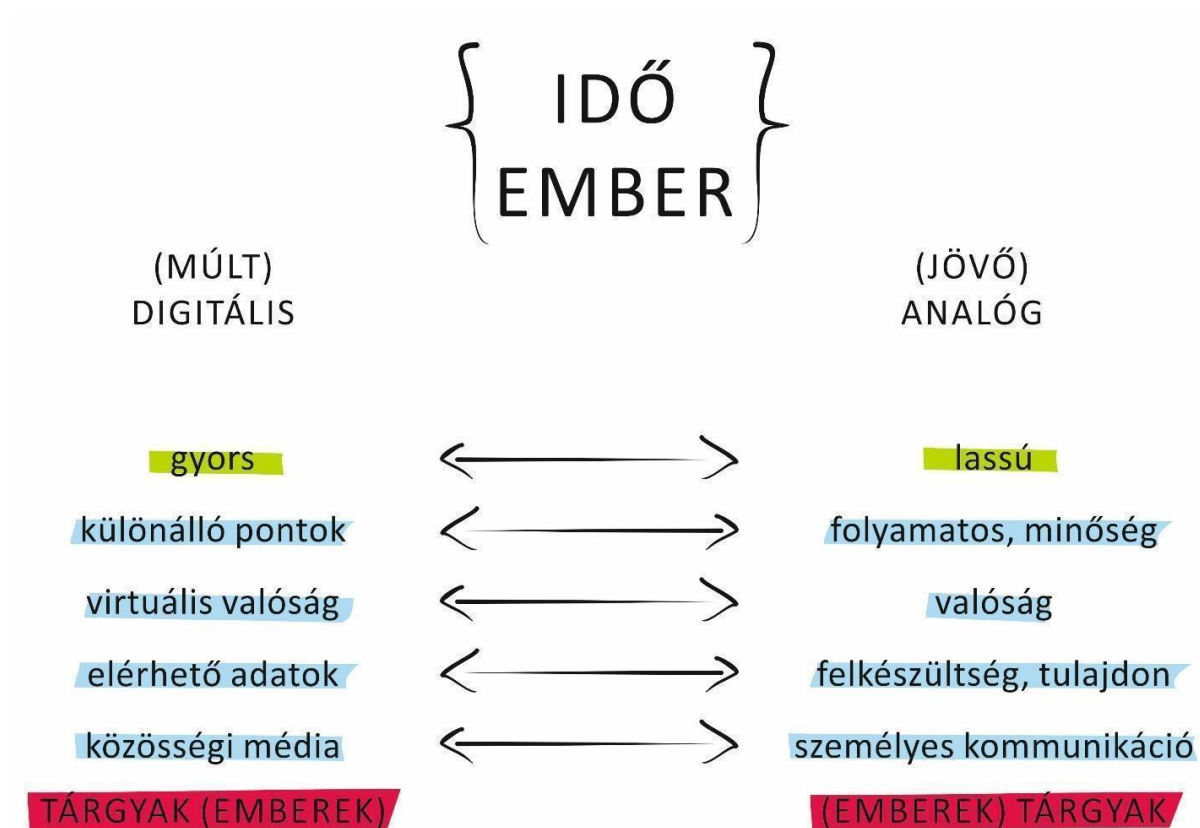 IDŐ
EMBER
(MÚLT)
DIGITÁLIS
(JÖVŐ)
ANALÓG
gyors
lassú
különálló pontok
folyamatos, minőség
virtuális valóság
valóság
elérhető adatok
felkészültség, tulajdon
közösségi média
személyes kommunikáció
TÁRGYAK (EMBEREK)
(EMBEREK) TÁRGYAK